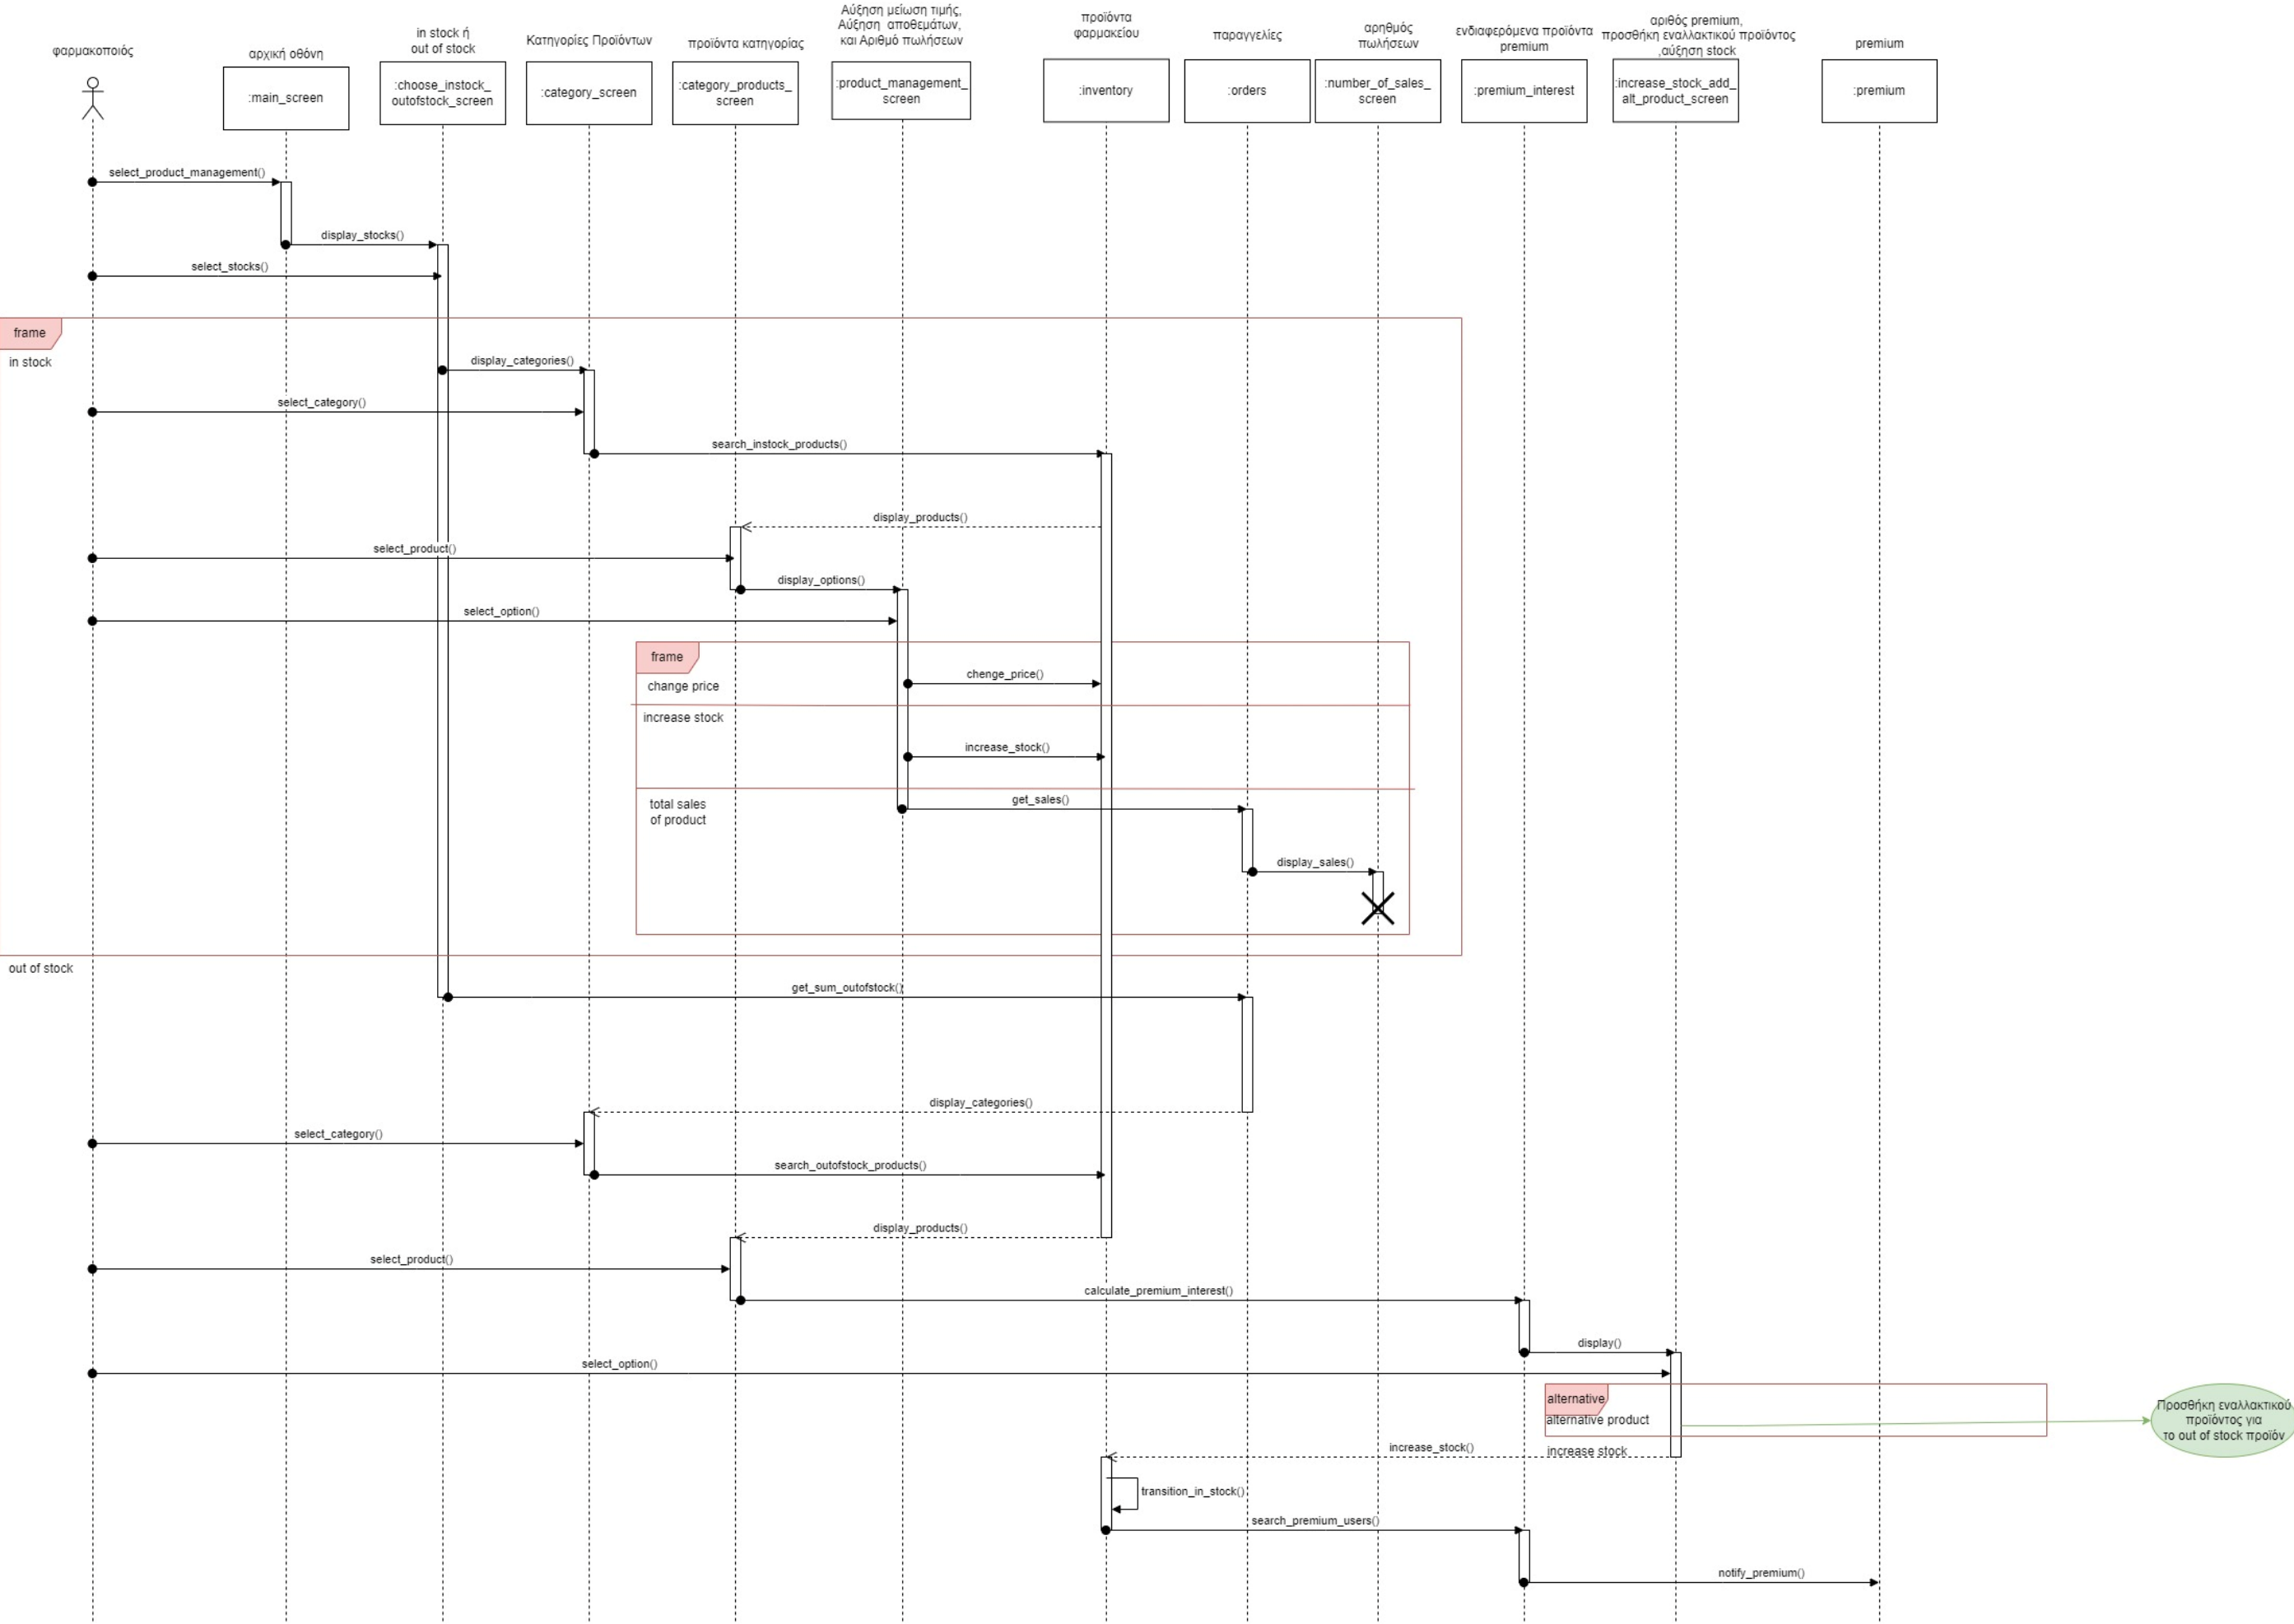 φαρμακοποιός
αρχική οθόνη
in stock ή
out of stock
Κατηγορίες Προϊόντων
προϊόντα κατηγορίας
Αύξηση μείωση τιμής,
Αύξηση αποθεμάτων,
και Αριθμό πωλήσεων
προϊόντα
φαρμακείου
παραγγελίες
αρηθμός
πωλήσεων
ενδιαφερόμενα προϊόντα
premium
αριθός premium,
προσθήκη εναλλακτικού προϊόντος
,αύξηση stock
premium
:main_screen
:choose_instock_
outofstock_screen
:category_screen
:category_products_
screen
:product_management_
screen
:inventory
:orders
:number_of_sales_
screen
:premium_interest
:increase_stock_add_
alt_product_screen
:premium
select_product_management()
display_stocks()
select_stocks()
frame
in stock
display_categories()
select_category()
search_instock_products()
display_products()
select_product()
display_options()
select_option()
frame
change price
chenge_price()
increase stock
increase_stock()
total sales
of product
get_sales()
display_sales()
out of stock
get_sum_outofstock()
display_categories()
select_category()
search_outofstock_products()
display_products()
select_product()
calculate_premium_interest()
display()
select_option()
alternative
alternative product
Προσθήκη εναλλακτικού
προϊόντος για
το out of stock προϊόν
increase_stock()
increase stock
transition_in_stock()
search_premium_users()
notify_premium()